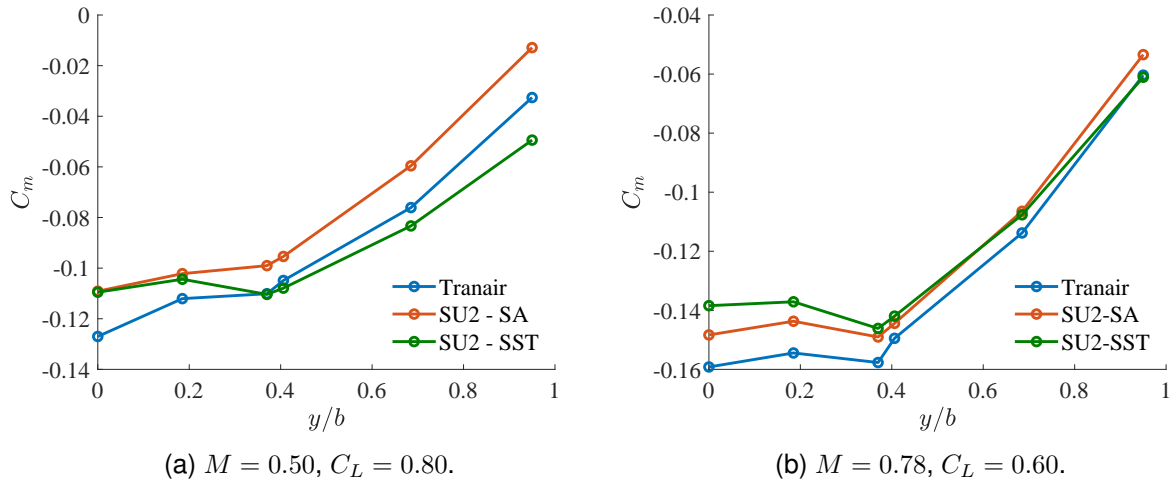 0
-0.02
-0.04
-0.06
-0.08
-0.1
-0.12
-0.14
C_m
0 0.2 0.4 0.6 0.8 1
y/b
Tranair
SU2 - SA
SU2 - SST
(a) M = 0.50, C_L = 0.80.
-0.04
-0.06
-0.08
-0.1
-0.12
-0.14
-0.16
C_m
0 0.2 0.4 0.6 0.8 1
y/b
Tranair
SU2-SA
SU2-SST
(b) M = 0.78, C_L = 0.60.